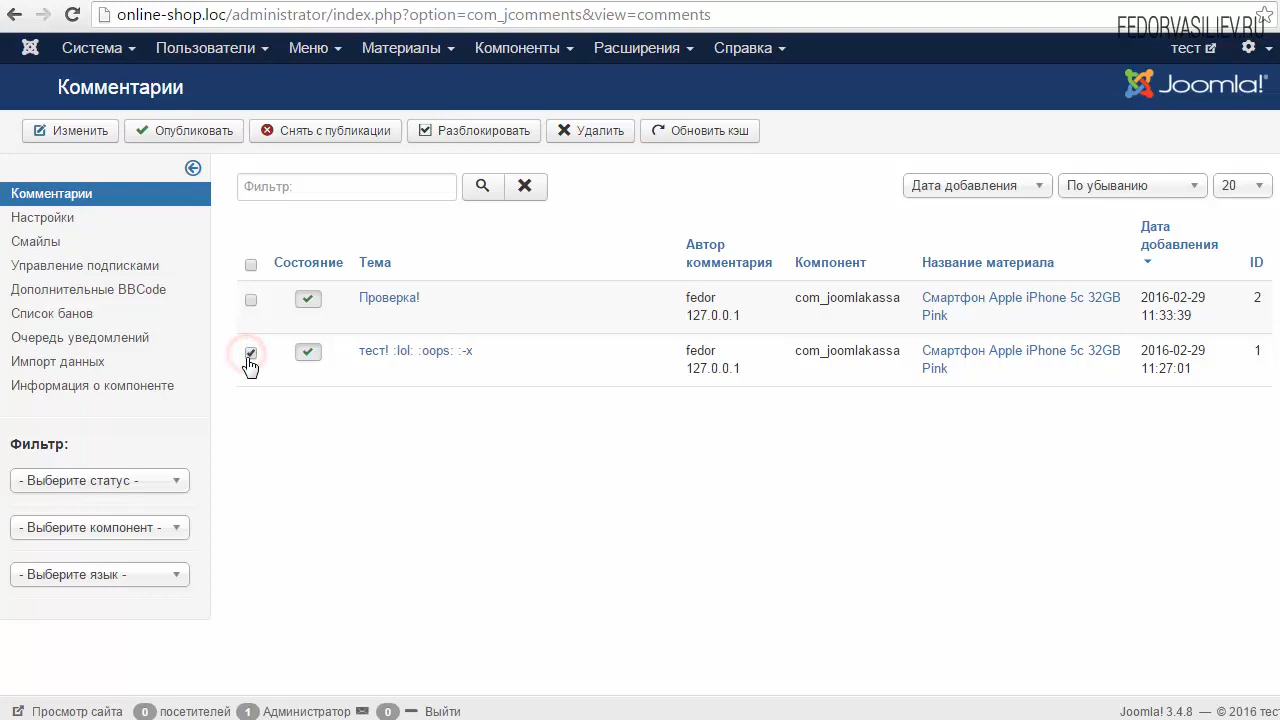 online-shop.loc/administrator/index.php?option=com_jcomments&view=comments
FEDORVASILIEV.RU
Система Пользователи Меню Материалы Компоненты Расширения Справка тест
Комментарии Joomla!®
Изменить Опубликовать Снять с публикации Разблокировать Удалить Обновить кэш
Комментарии
Настройки
Смайлы
Управление подписками
Дополнительные BBCode
Список банов
Очередь уведомлений
Импорт данных
Информация о компоненте
Фильтр:
- Выберите статус -
- Выберите компонент -
- Выберите язык -
Фильтр: Дата добавления По убыванию 20
Состояние Тема Автор комментария Компонент Название материала Дата добавления ID
Проверка! fedor com_joomlakassa Смартфон Apple iPhone 5c 32GB 2016-02-29 2
127.0.0.1 Pink 11:33:39
тест! :lol: :oops: :-x fedor com_joomlakassa Смартфон Apple iPhone 5c 32GB 2016-02-29 1
127.0.0.1 Pink 11:27:01
Просмотр сайта 0 посетителей 1 Администратор 0 Выйти Joomla! 3.4.8 — © 2016 тест